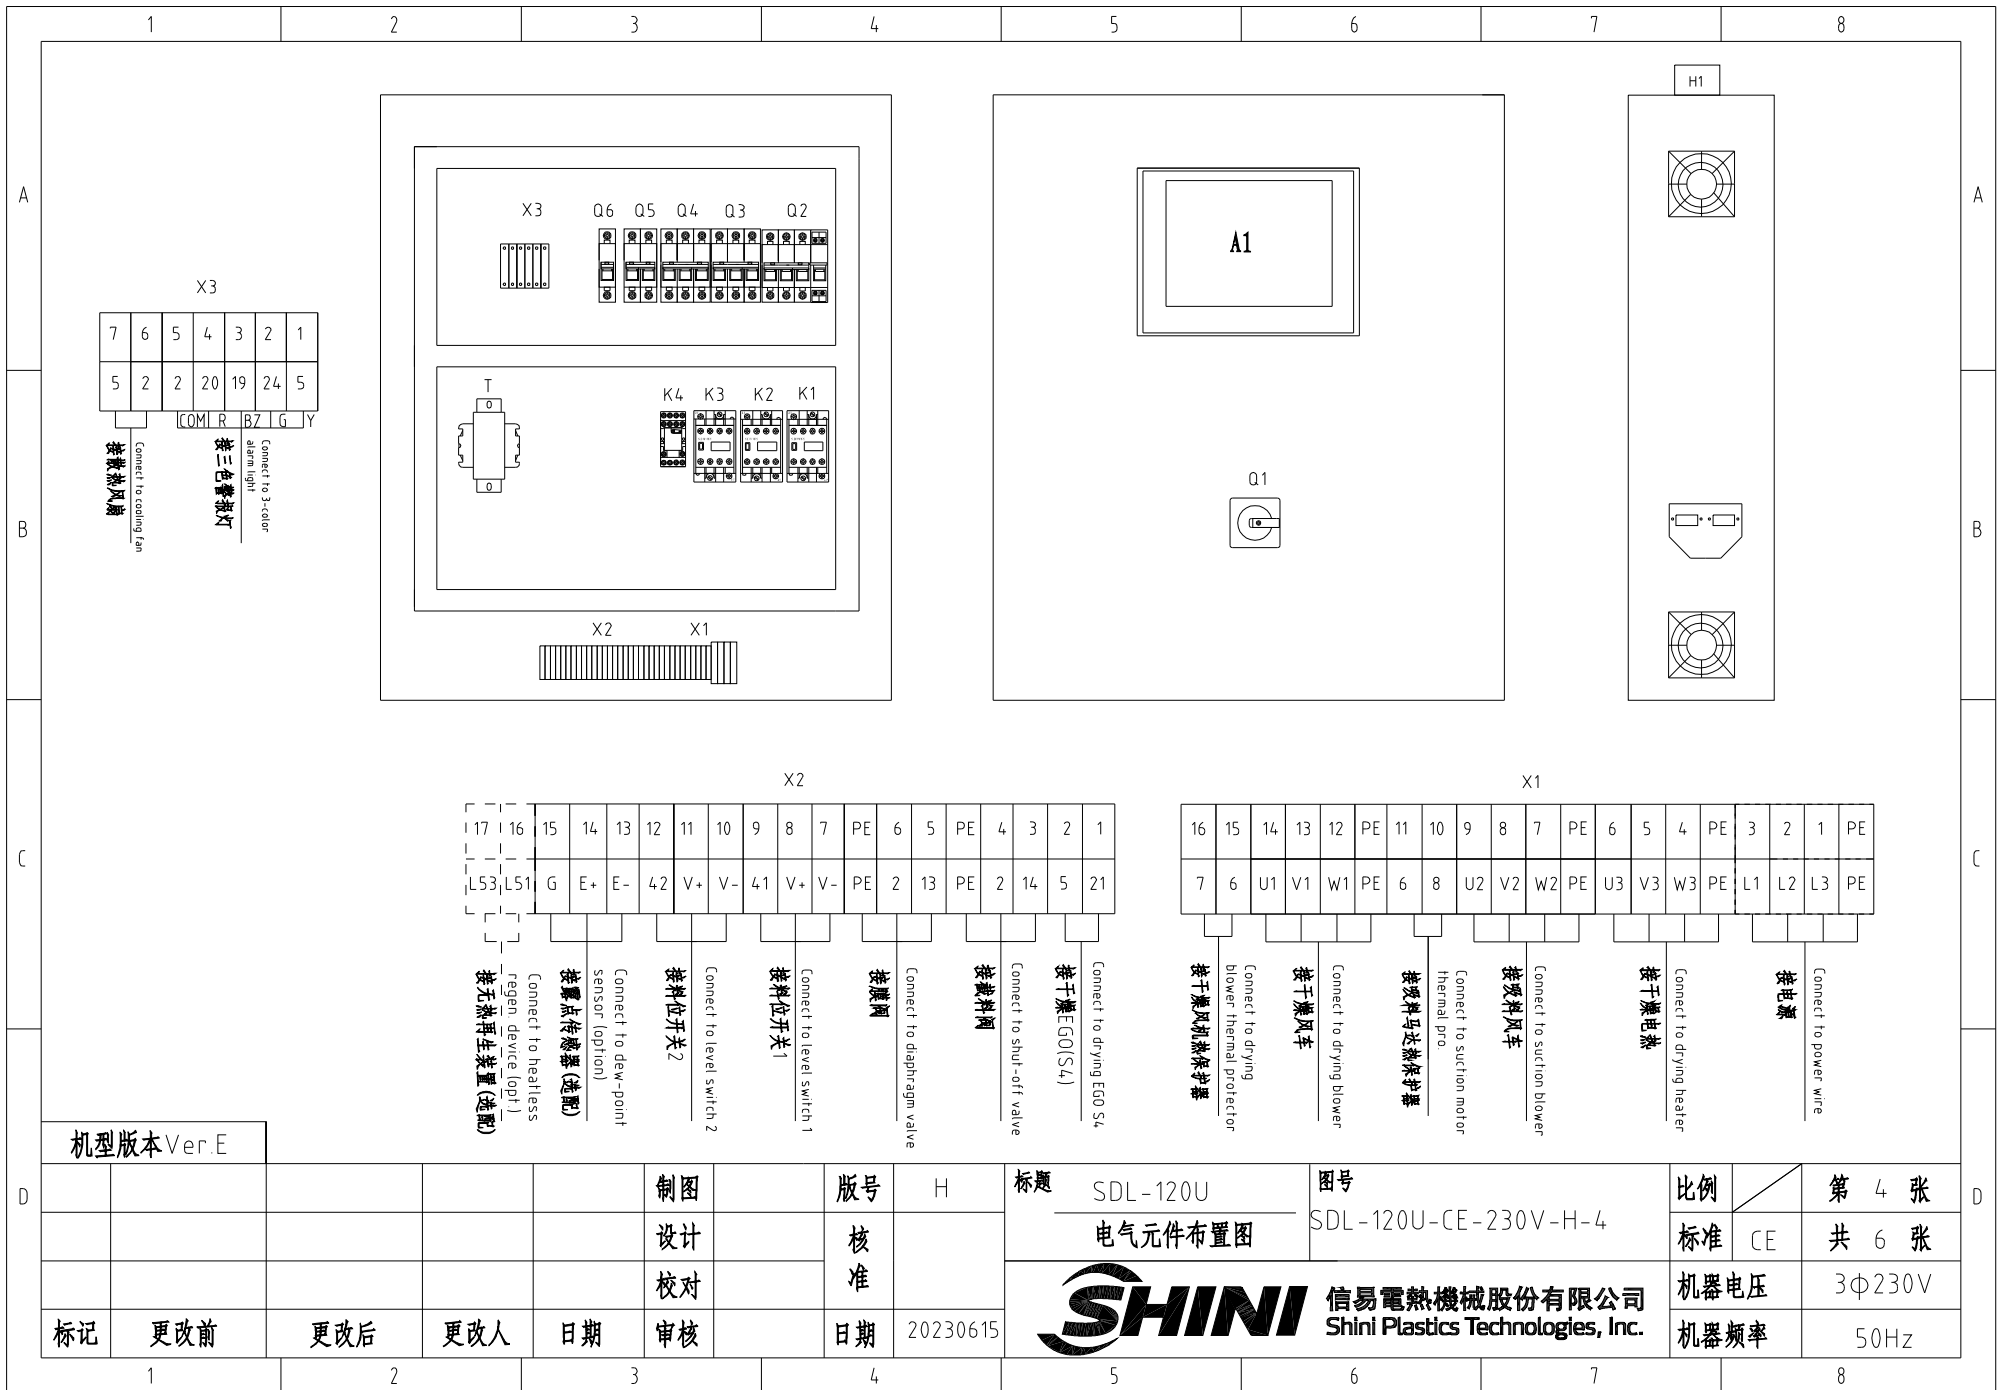 1 2 3 4 5 6 7 8
H1
A A
X3 Q6 Q5 Q4 Q3 Q2
A1
X3
7 6 5 4 3 2 1
5 2 2 20 19 24 5
COM R BZ G Y
接散热风扇
Connect to cooling fan
接三色警报灯
Connect to 3-color
alarm light
T K4 K3 K2 K1
0
0
Q1
B B
X2 X1
X2
17 16 15 14 13 12 11 10 9 8 7 PE 6 5 PE 4 3 2 1
L53 L51 G E+ E- 42 V+ V- 41 V+ V- PE 2 13 PE 2 14 5 21
接无热再生装置(选配)
Connect to heatless
regen. device (opt.)
接露点传感器(选配)
Connect to dew-point
sensor (option)
接料位开关2
Connect to level switch 2
接料位开关1
Connect to level switch 1
接膜阀
Connect to diaphragm valve
接截料阀
Connect to shut-off valve
接干燥EGO(S4)
Connect to drying EGO S4
X1
16 15 14 13 12 PE 11 10 9 8 7 PE 6 5 4 PE 3 2 1 PE
7 6 U1 V1 W1 PE 6 8 U2 V2 W2 PE U3 V3 W3 PE L1 L2 L3 PE
接干燥风机热保护器
Connect to drying
blower thermal protector
接干燥风车
Connect to drying blower
接吸料马达热保护器
Connect to suction motor
thermal pro.
接吸料风车
Connect to suction blower
接干燥电热
Connect to drying heater
接电源
Connect to power wire
C C
机型版本Ver.E
D D
制图 版号 H 标题 SDL-120U 图号 比例 第 4 张
设计 核准 电气元件布置图 SDL-120U-CE-230V-H-4 标准 CE 共 6 张
校对 机器电压 3φ230V
标记 更改前 更改后 更改人 日期 审核 日期 20230615 机器频率 50Hz
SHINI 信易電熱機械股份有限公司
Shini Plastics Technologies, Inc.
1 2 3 4 5 6 7 8